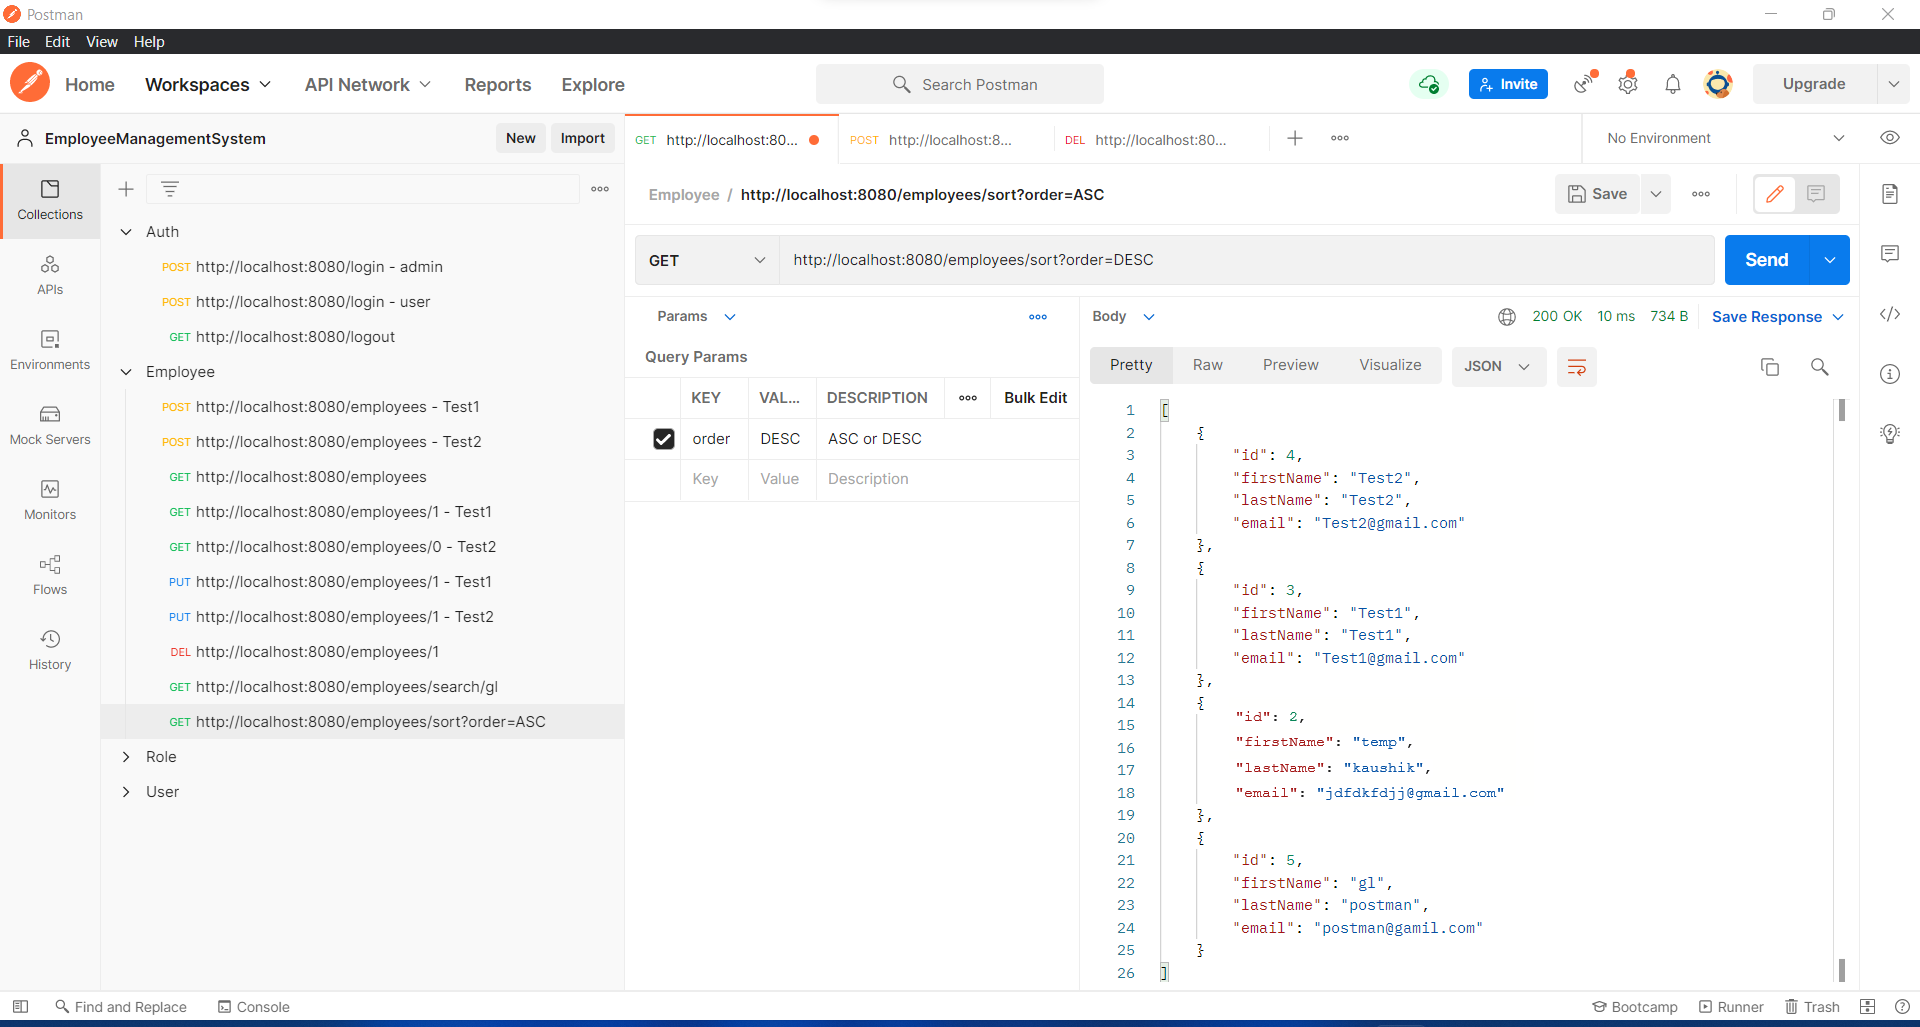 Postman
File Edit View Help
Home Workspaces API Network Reports Explore Search Postman Invite Upgrade
EmployeeManagementSystem New Import
GET http://localhost:80... POST http://localhost:8... DEL http://localhost:80... No Environment
Collections
APIs
Environments
Mock Servers
Monitors
Flows
History
Auth
POST http://localhost:8080/login - admin
POST http://localhost:8080/login - user
GET http://localhost:8080/logout
Employee
POST http://localhost:8080/employees - Test1
POST http://localhost:8080/employees - Test2
GET http://localhost:8080/employees
GET http://localhost:8080/employees/1 - Test1
GET http://localhost:8080/employees/0 - Test2
PUT http://localhost:8080/employees/1 - Test1
PUT http://localhost:8080/employees/1 - Test2
DEL http://localhost:8080/employees/1
GET http://localhost:8080/employees/search/gl
GET http://localhost:8080/employees/sort?order=ASC
Role
User
Employee / http://localhost:8080/employees/sort?order=ASC Save
GET http://localhost:8080/employees/sort?order=DESC Send
Params
Query Params
KEY VAL... DESCRIPTION Bulk Edit
order DESC ASC or DESC
Key Value Description
Body 200 OK 10 ms 734 B Save Response
Pretty Raw Preview Visualize JSON
1 [
2 {
3 "id": 4,
4 "firstName": "Test2",
5 "lastName": "Test2",
6 "email": "Test2@gmail.com"
7 },
8 {
9 "id": 3,
10 "firstName": "Test1",
11 "lastName": "Test1",
12 "email": "Test1@gmail.com"
13 },
14 {
15 "id": 2,
16 "firstName": "temp",
17 "lastName": "kaushik",
18 "email": "jdfdkfdjj@gmail.com"
19 },
20 {
21 "id": 5,
22 "firstName": "gl",
23 "lastName": "postman",
24 "email": "postman@gamil.com"
25 }
26 ]
Find and Replace Console Bootcamp Runner Trash